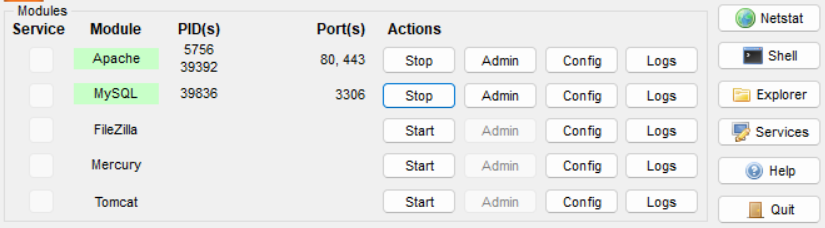 Modules
Service Module PID(s) Port(s) Actions
Apache 5756 39392 80, 443 Stop Admin Config Logs
MySQL 39836 3306 Stop Admin Config Logs
FileZilla Start Admin Config Logs
Mercury Start Admin Config Logs
Tomcat Start Admin Config Logs
Netstat
Shell
Explorer
Services
Help
Quit